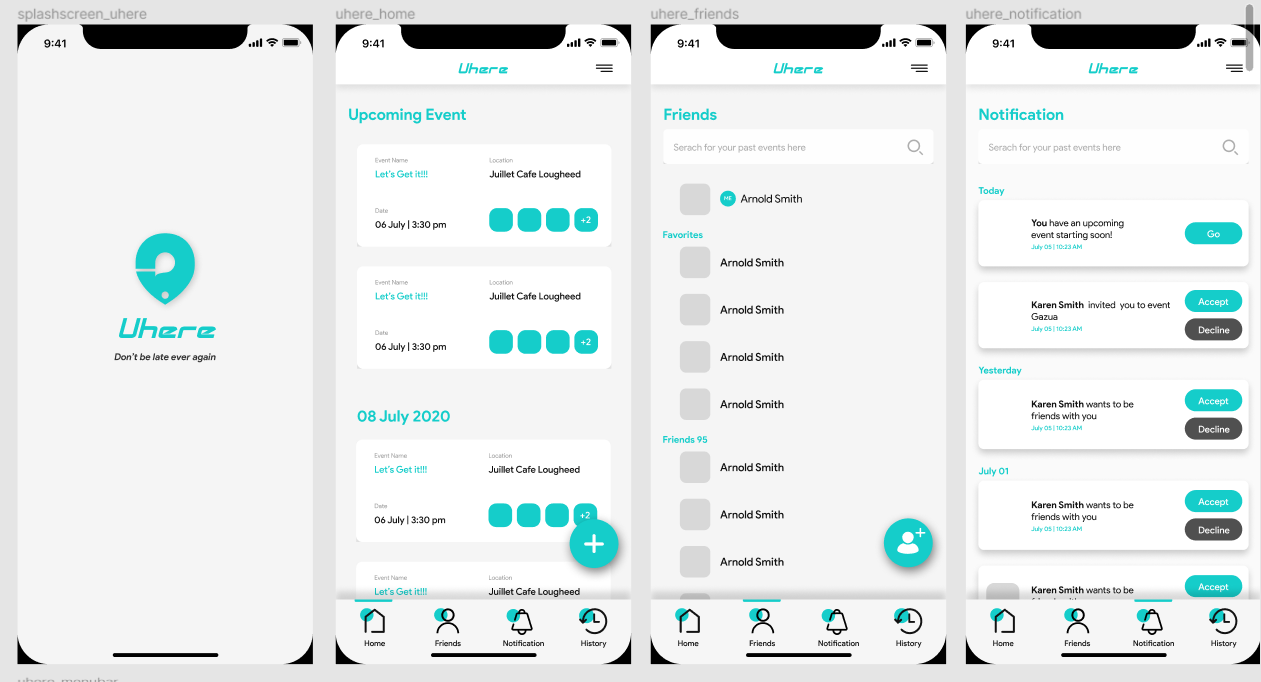 splashscreen_uhere
9:41
Uhere
Don't be late ever again
uhere_home
9:41
Uhere
Upcoming Event
Event Name
Location
Let's Get it!!!
Juillet Cafe Lougheed
Date
06 July | 3:30 pm
+2
Event Name
Location
Let's Get it!!!
Juillet Cafe Lougheed
Date
06 July | 3:30 pm
+2
08 July 2020
Event Name
Location
Let's Get it!!!
Juillet Cafe Lougheed
Date
06 July | 3:30 pm
+2
Event Name
Location
Let's Get it!!!
Juillet Cafe Lougheed
Home
Friends
Notification
History
uhere_friends
9:41
Uhere
Friends
Serach for your past events here
ME
Arnold Smith
Favorites
Arnold Smith
Arnold Smith
Arnold Smith
Arnold Smith
Friends 95
Arnold Smith
Arnold Smith
Arnold Smith
Home
Friends
Notification
History
uhere_notification
9:41
Uhere
Notification
Serach for your past events here
Today
You have an upcoming
event starting soon!
July 05 | 10:23 AM
Go
Karen Smith invited you to event
Gazua
July 05 | 10:23 AM
Accept
Decline
Yesterday
Karen Smith wants to be
friends with you
July 05 | 10:23 AM
Accept
Decline
July 01
Karen Smith wants to be
friends with you
July 05 | 10:23 AM
Accept
Decline
Karen Smith wants to be
Accept
Home
Friends
Notification
History
uhere_menubar